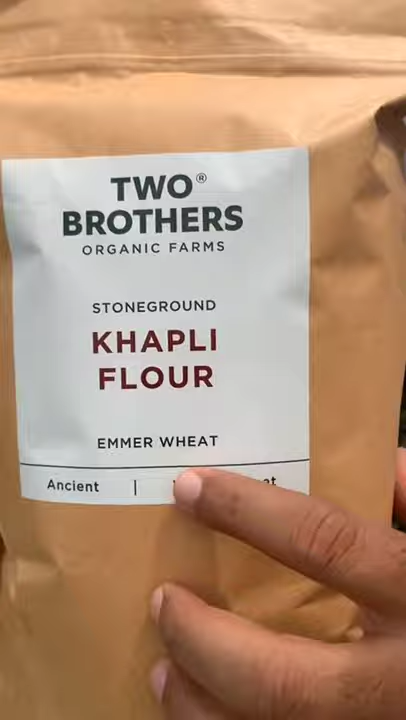 TWO®
BROTHERS
ORGANIC FARMS
STONEGROUND
KHAPLI
FLOUR
EMMER WHEAT
Ancient |